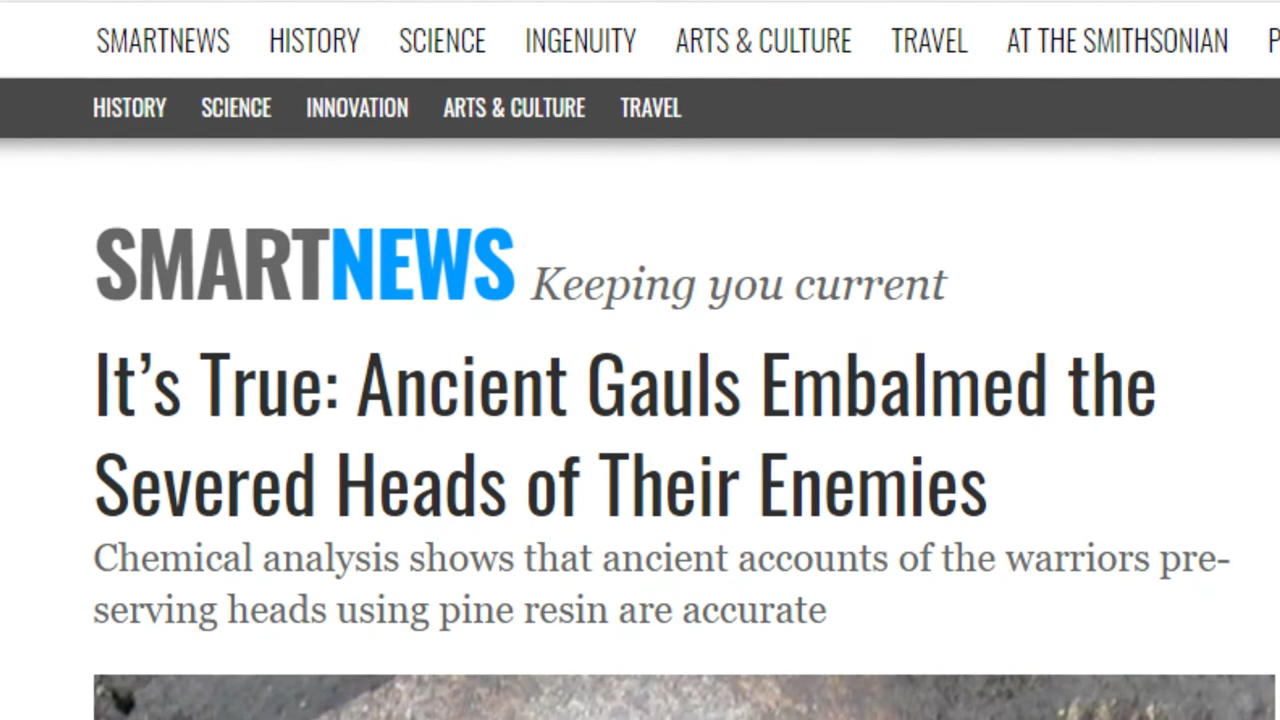 SMARTNEWS HISTORY SCIENCE INGENUITY ARTS & CULTURE TRAVEL AT THE SMITHSONIAN
HISTORY SCIENCE INNOVATION ARTS & CULTURE TRAVEL
SMARTNEWS Keeping you current
It’s True: Ancient Gauls Embalmed the
Severed Heads of Their Enemies
Chemical analysis shows that ancient accounts of the warriors pre-
serving heads using pine resin are accurate